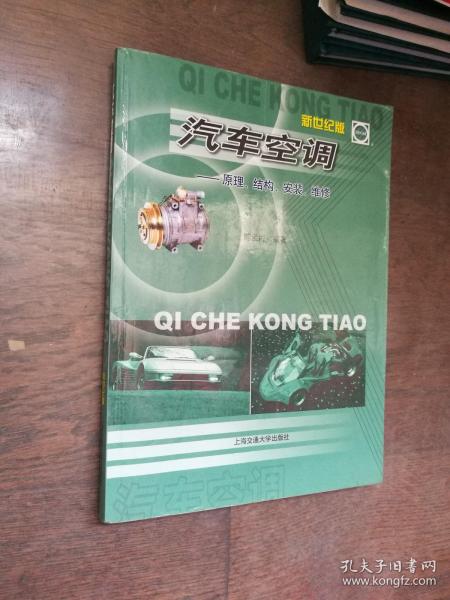 QI CHE KONG TIAO
新世纪版
汽车空调
——原理、结构、安装、维修
QI CHE KONG TIAO
上海交通大学出版社
汽车空调
孔夫子旧书网
www.kongfz.com